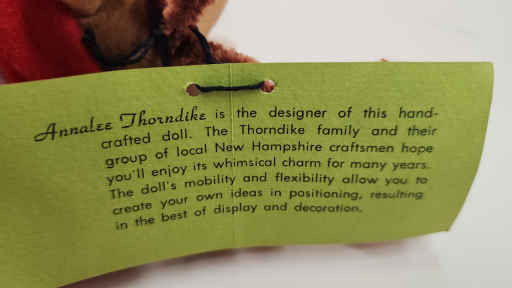 Annalee Thorndike is the designer of this hand-
crafted doll. The Thorndike family and their
group of local New Hampshire craftsmen hope
you'll enjoy its whimsical charm for many years.
The doll's mobility and flexibility allow you to
create your own ideas in positioning, resulting
in the best of display and decoration.